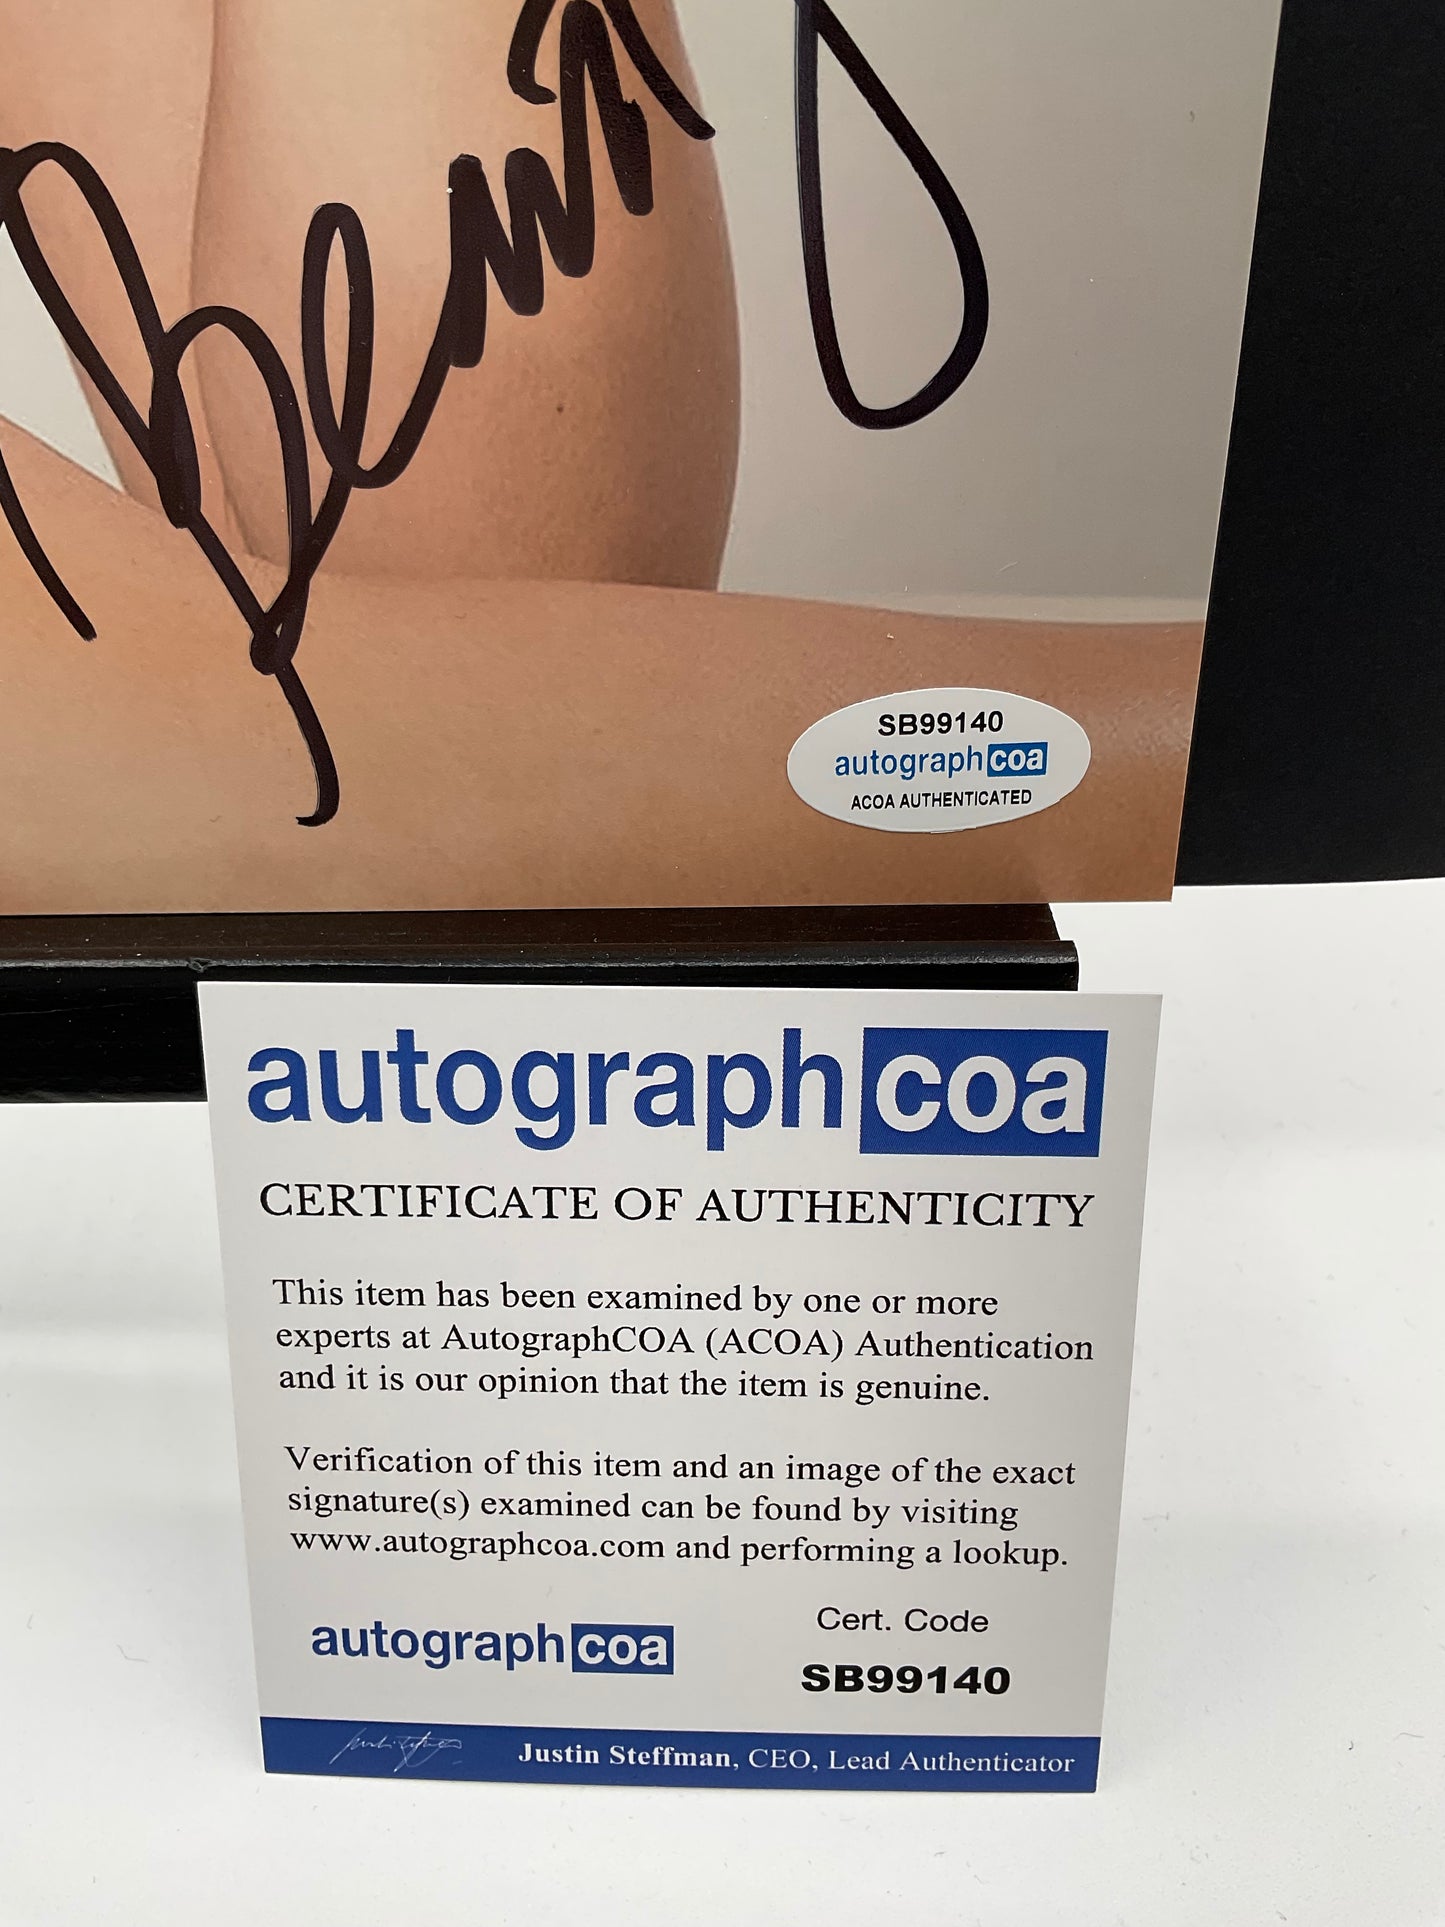 SB99140
autographcoa
ACOA AUTHENTICATED
autographcoa
CERTIFICATE OF AUTHENTICITY
This item has been examined by one or more
experts at AutographCOA (ACOA) Authentication
and it is our opinion that the item is genuine.
Verification of this item and an image of the exact
signature(s) examined can be found by visiting
www.autographcoa.com and performing a lookup.
Cert. Code
autographcoa
SB99140
Justin Steffman, CEO, Lead Authenticator